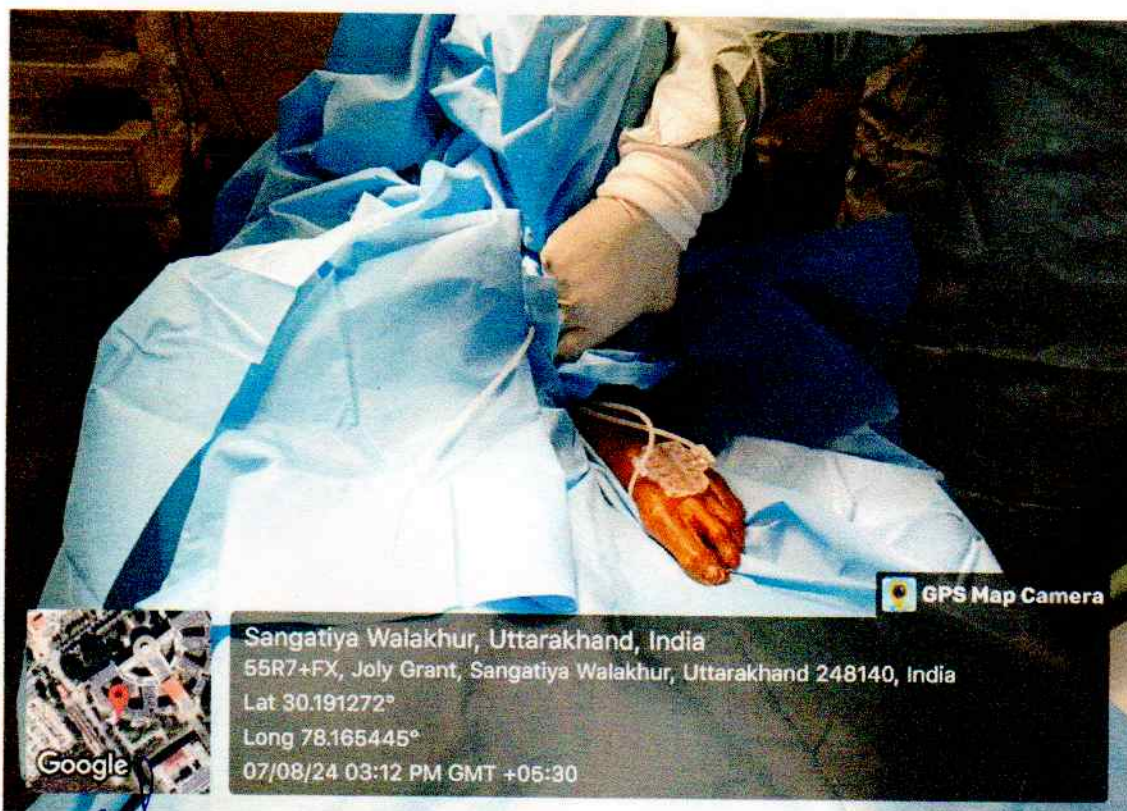 GPS Map Camera
Sangatiya Walakhur, Uttarakhand, India
55R7+FX, Joly Grant, Sangatiya Walakhur, Uttarakhand 248140, India
Lat 30.191272°
Long 78.165445°
07/08/24 03:12 PM GMT +05:30
Google